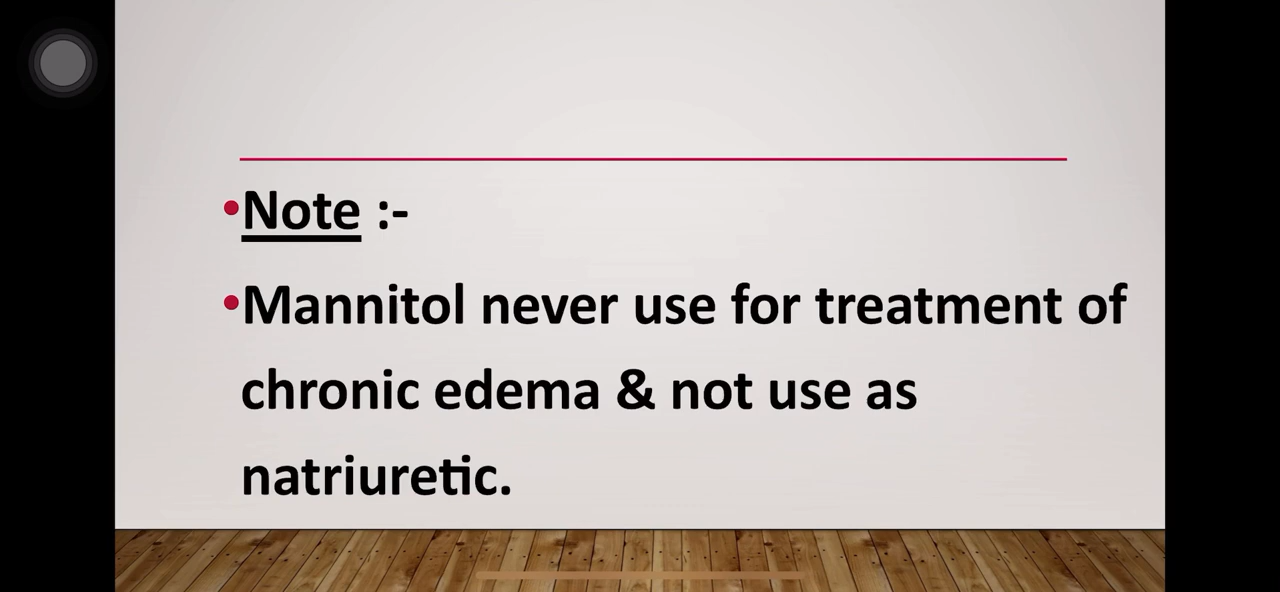 •Note :-
•Mannitol never use for treatment of
chronic edema & not use as
natriuretic.